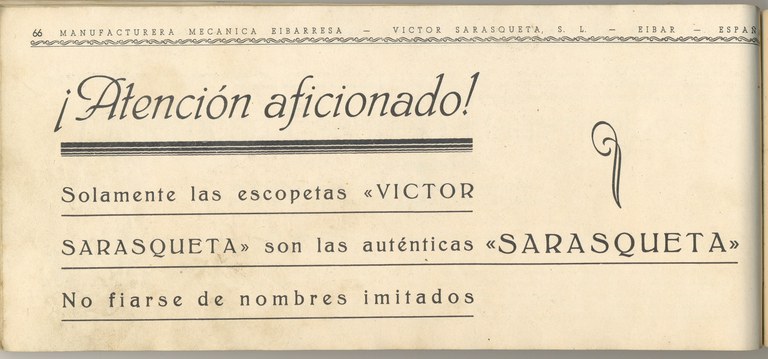 66 MANUFACTURERA MECANICA EIBARRESA — VICTOR SARASQUETA, S. L. — EIBAR — ESPAÑ
¡Atención aficionado!
Solamente las escopetas «VICTOR
SARASQUETA» son las auténticas «SARASQUETA»
No fiarse de nombres imitados